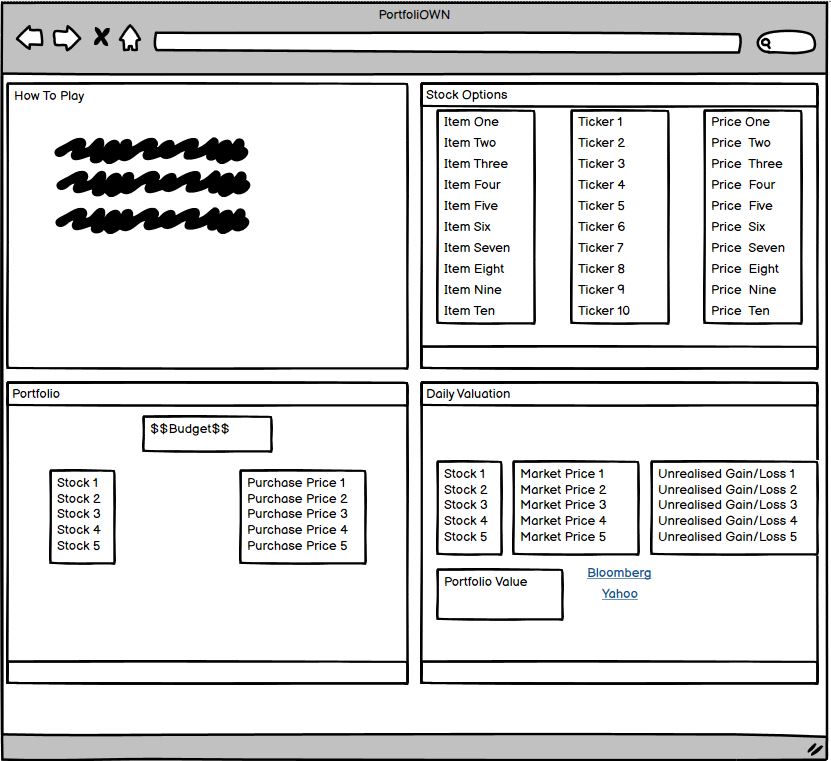 PortfoliOWN
How To Play
Stock Options
Item One
Item Two
Item Three
Item Four
Item Five
Item Six
Item Seven
Item Eight
Item Nine
Item Ten
Ticker 1
Ticker 2
Ticker 3
Ticker 4
Ticker 5
Ticker 6
Ticker 7
Ticker 8
Ticker 9
Ticker 10
Price One
Price Two
Price Three
Price Four
Price Five
Price Six
Price Seven
Price Eight
Price Nine
Price Ten
Portfolio
$$Budget$$
Stock 1
Stock 2
Stock 3
Stock 4
Stock 5
Purchase Price 1
Purchase Price 2
Purchase Price 3
Purchase Price 4
Purchase Price 5
Daily Valuation
Stock 1
Stock 2
Stock 3
Stock 4
Stock 5
Market Price 1
Market Price 2
Market Price 3
Market Price 4
Market Price 5
Unrealised Gain/Loss 1
Unrealised Gain/Loss 2
Unrealised Gain/Loss 3
Unrealised Gain/Loss 4
Unrealised Gain/Loss 5
Portfolio Value
Bloomberg
Yahoo